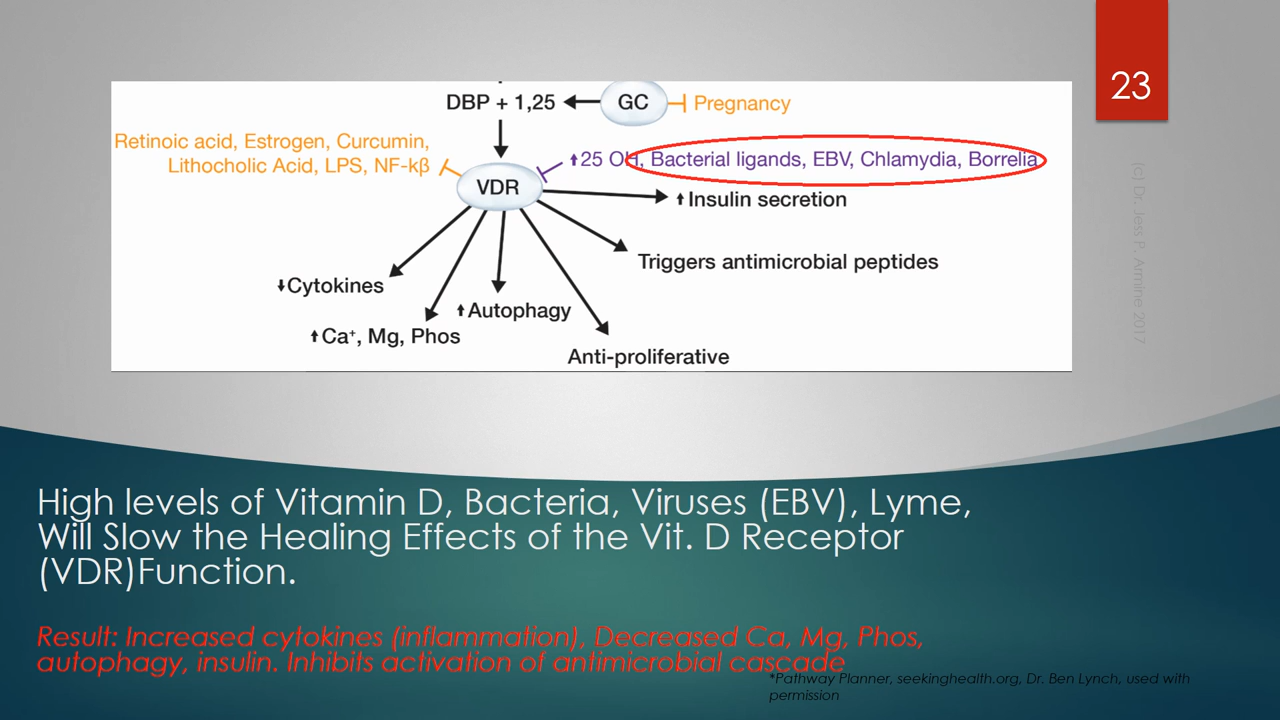 23
DBP + 1,25
GC
Pregnancy
Retinoic acid, Estrogen, Curcumin,
Lithocholic Acid, LPS, NF-kβ
VDR
⬆25 OH, Bacterial ligands, EBV, Chlamydia, Borrelia
⬆Insulin secretion
Triggers antimicrobial peptides
⬇Cytokines
⬆Autophagy
⬆Ca⁺, Mg, Phos
Anti-proliferative
(c) Dr. Jess P. Armine 2017
High levels of Vitamin D, Bacteria, Viruses (EBV), Lyme,
Will Slow the Healing Effects of the Vit. D Receptor
(VDR)Function.
Result: Increased cytokines (inflammation), Decreased Ca, Mg, Phos,
autophagy, insulin. Inhibits activation of antimicrobial cascade
*Pathway Planner, seekinghealth.org, Dr. Ben Lynch, used with
permission